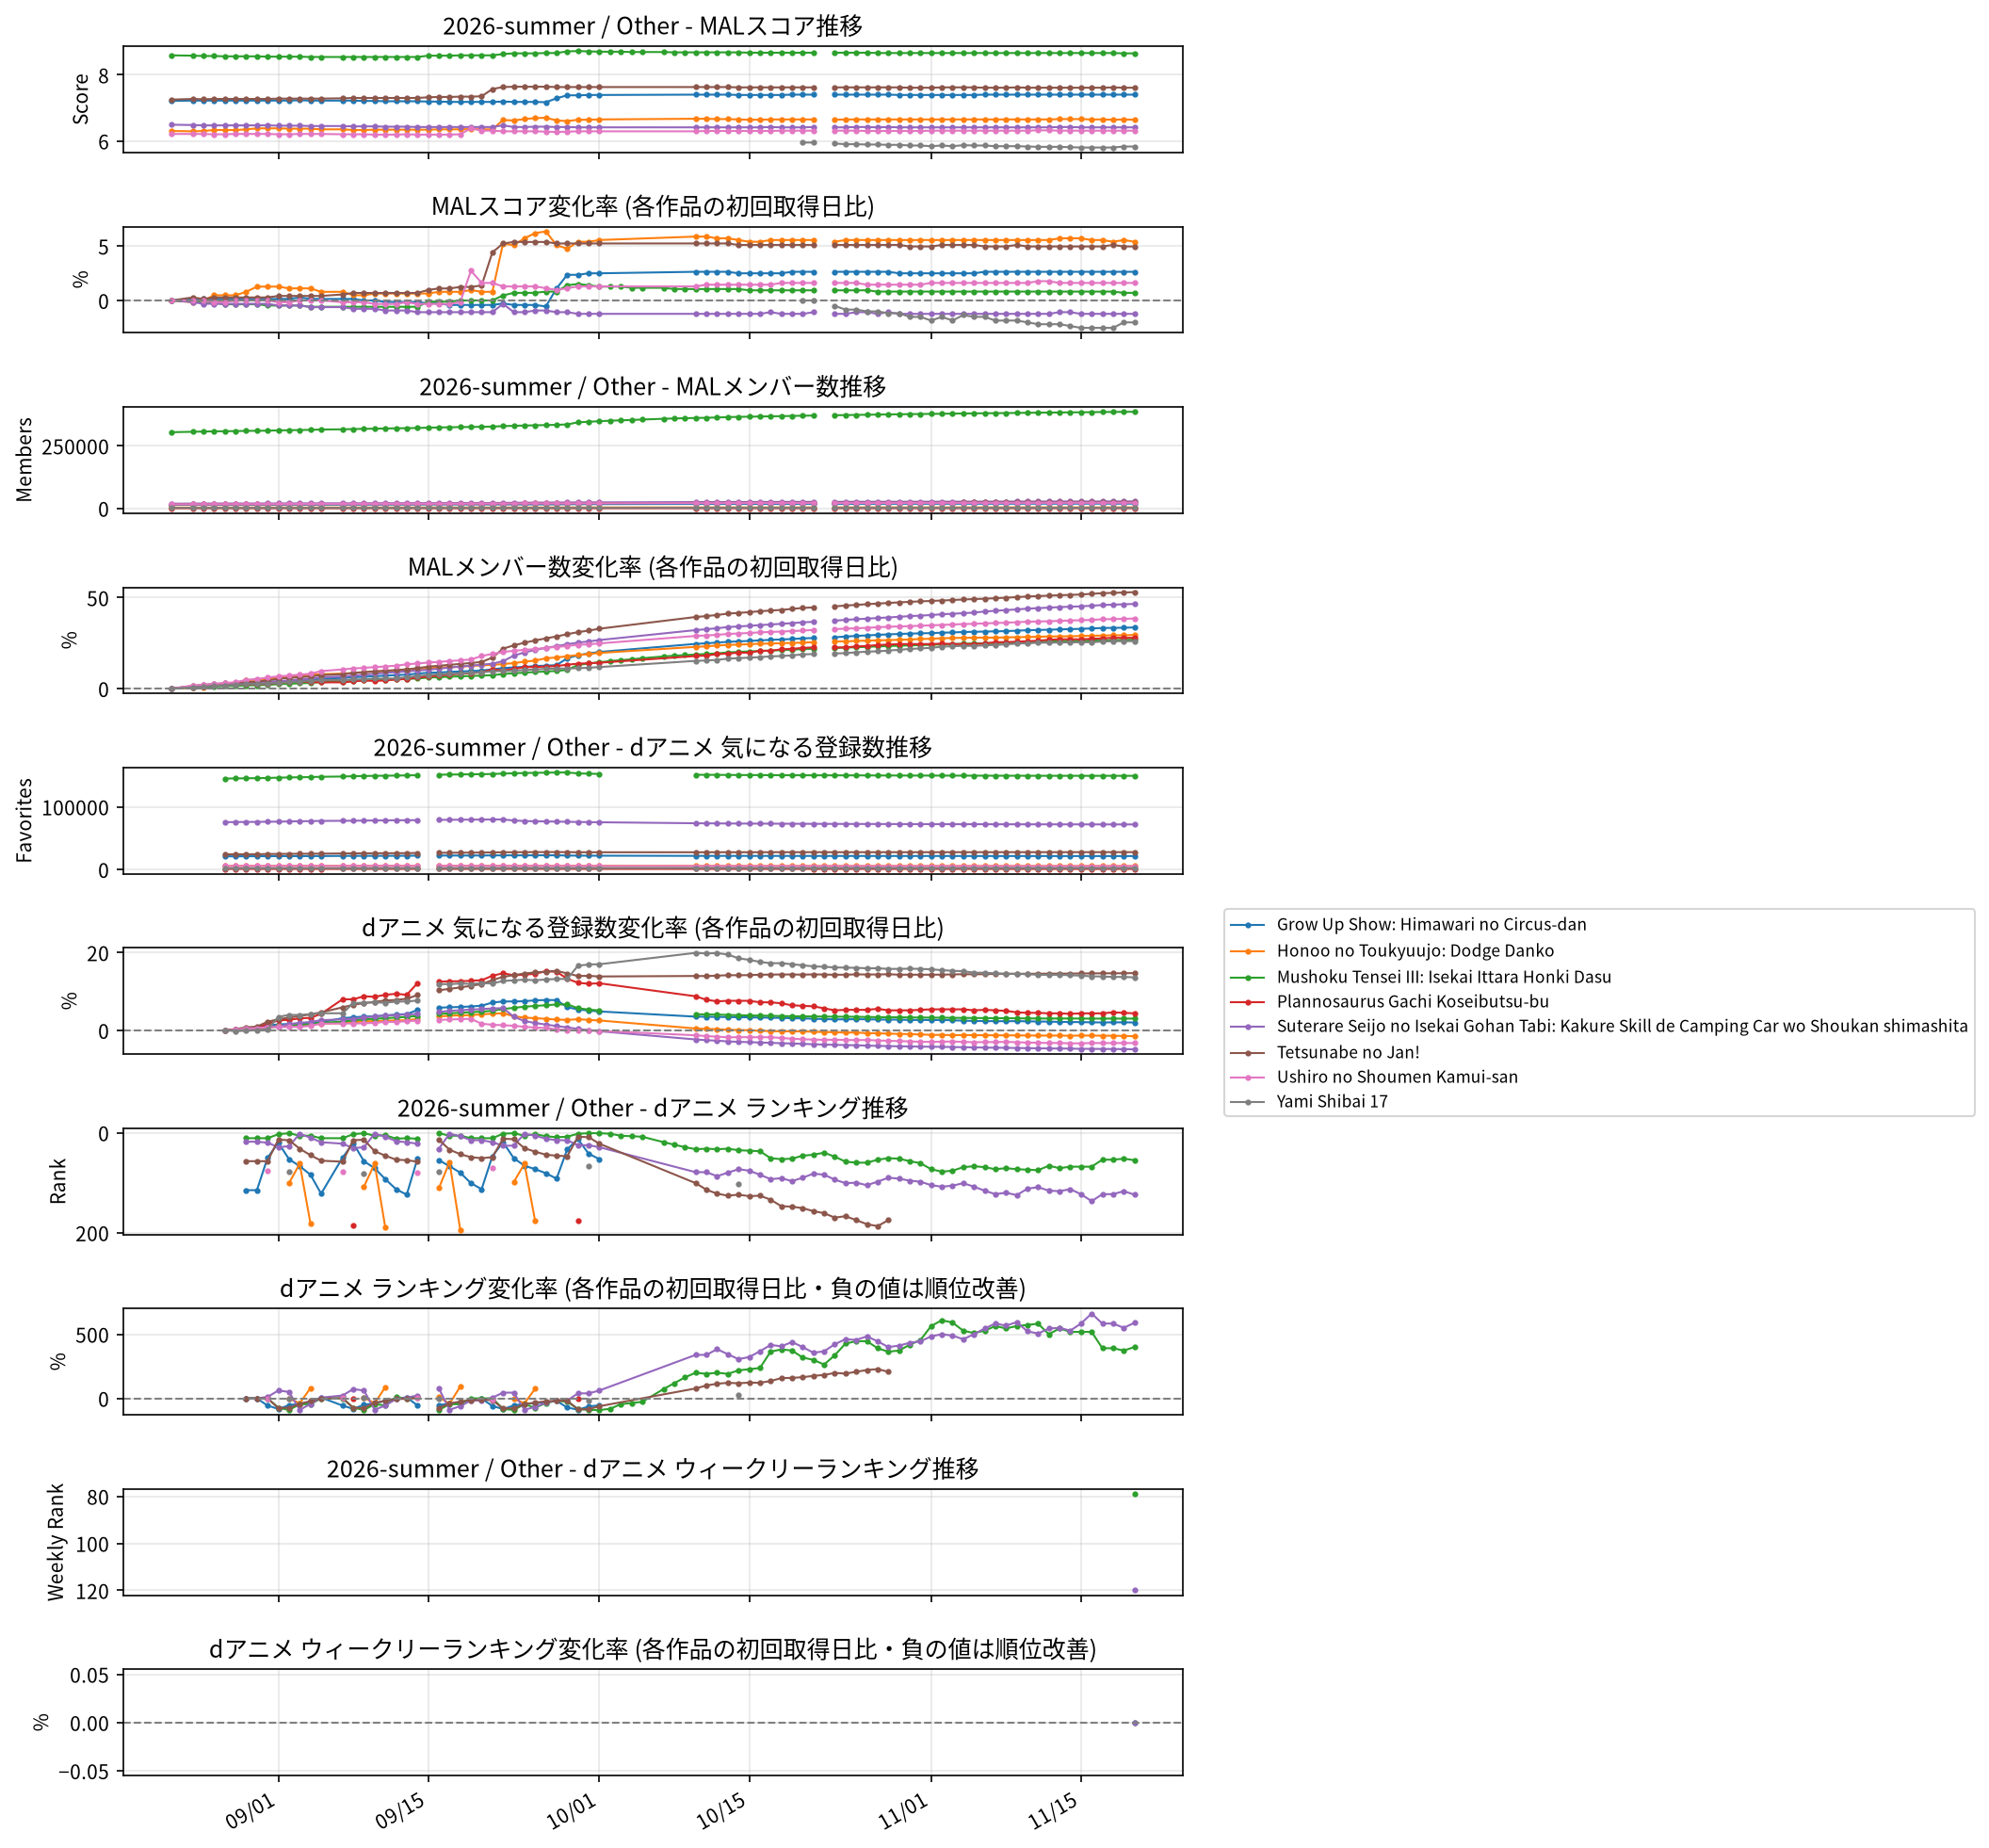 2026-summer / Other - MALスコア推移
Score
8
6
MALスコア変化率 (各作品の初回取得日比)
%
5
0
2026-summer / Other - MALメンバー数推移
Members
250000
0
MALメンバー数変化率 (各作品の初回取得日比)
%
50
0
2026-summer / Other - dアニメ 気になる登録数推移
Favorites
100000
0
dアニメ 気になる登録数変化率 (各作品の初回取得日比)
%
20
0
Grow Up Show: Himawari no Circus-dan
Honoo no Toukyuujo: Dodge Danko
Mushoku Tensei III: Isekai Ittara Honki Dasu
Plannosaurus Gachi Koseibutsu-bu
Suterare Seijo no Isekai Gohan Tabi: Kakure Skill de Camping Car wo Shoukan shimashita
Tetsunabe no Jan!
Ushiro no Shoumen Kamui-san
Yami Shibai 17
2026-summer / Other - dアニメ ランキング推移
Rank
0
200
dアニメ ランキング変化率 (各作品の初回取得日比・負の値は順位改善)
%
500
0
2026-summer / Other - dアニメ ウィークリーランキング推移
Weekly Rank
80
100
120
dアニメ ウィークリーランキング変化率 (各作品の初回取得日比・負の値は順位改善)
%
0.05
0.00
−0.05
09/01
09/15
10/01
10/15
11/01
11/15